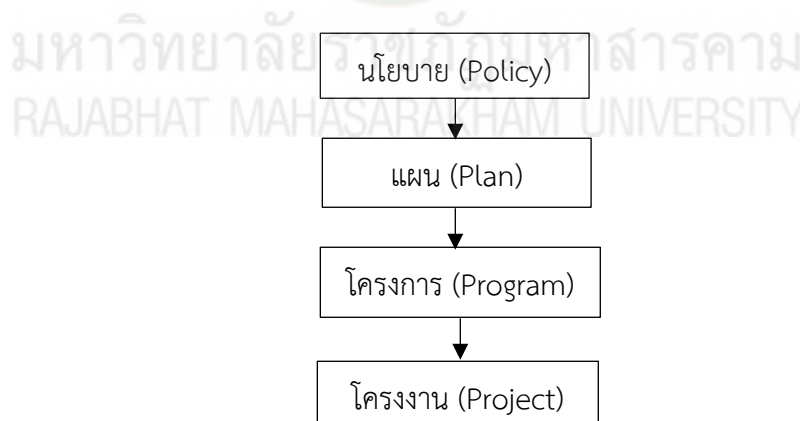 มหาวิทยาลัยราชภัฏมหาสารคาม
RAJABHAT MAHASARAKHAM UNIVERSITY
นโยบาย (Policy)
แผน (Plan)
โครงการ (Program)
โครงงาน (Project)